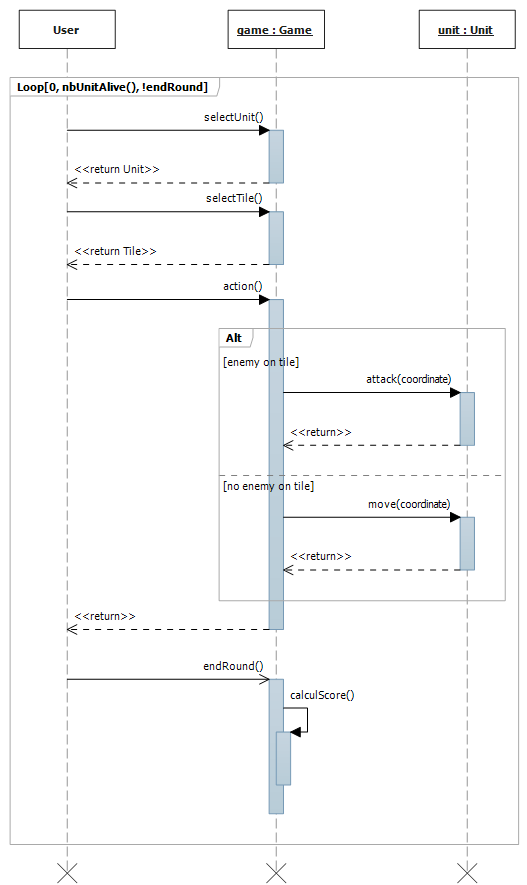 User
game : Game
unit : Unit
Loop[0, nbUnitAlive(), !endRound]
selectUnit()
<<return Unit>>
selectTile()
<<return Tile>>
action()
Alt
[enemy on tile]
attack(coordinate)
<<return>>
[no enemy on tile]
move(coordinate)
<<return>>
<<return>>
endRound()
calculScore()